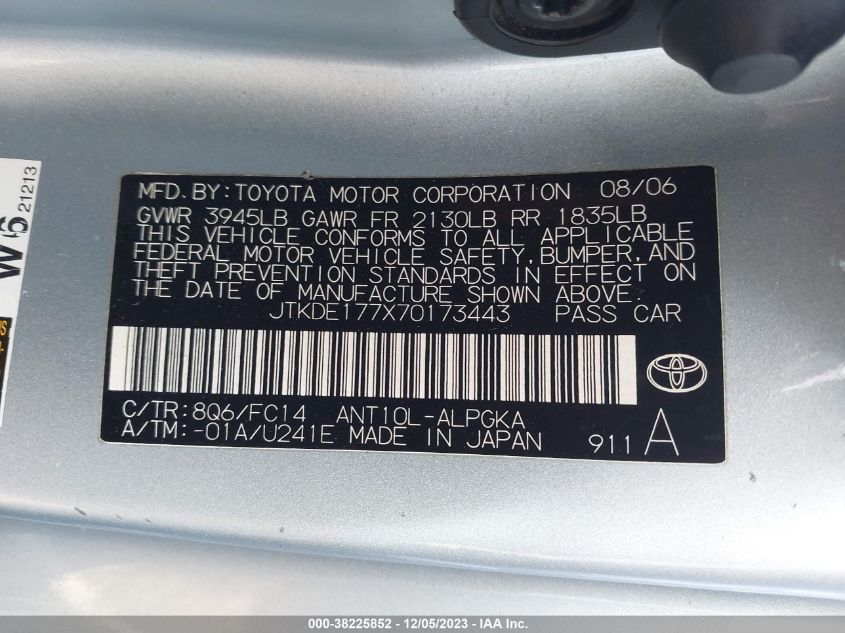 MFD.BY:TOYOTA MOTOR CORPORATION 08/06
GVWR 3945LB GAWR FR 2130LB RR 1835LB
THIS VEHICLE CONFORMS TO ALL APPLICABLE
FEDERAL MOTOR VEHICLE SAFETY, BUMPER, AND
THEFT PREVENTION STANDARDS IN EFFECT ON
THE DATE OF MANUFACTURE SHOWN ABOVE.
JTKDE177X70173443 PASS CAR
C/TR:8Q6/FC14 ANT10L-ALPGKA
A/TM:-01A/U241E MADE IN JAPAN 911 A
21213
000-38225852 - 12/05/2023 - IAA Inc.